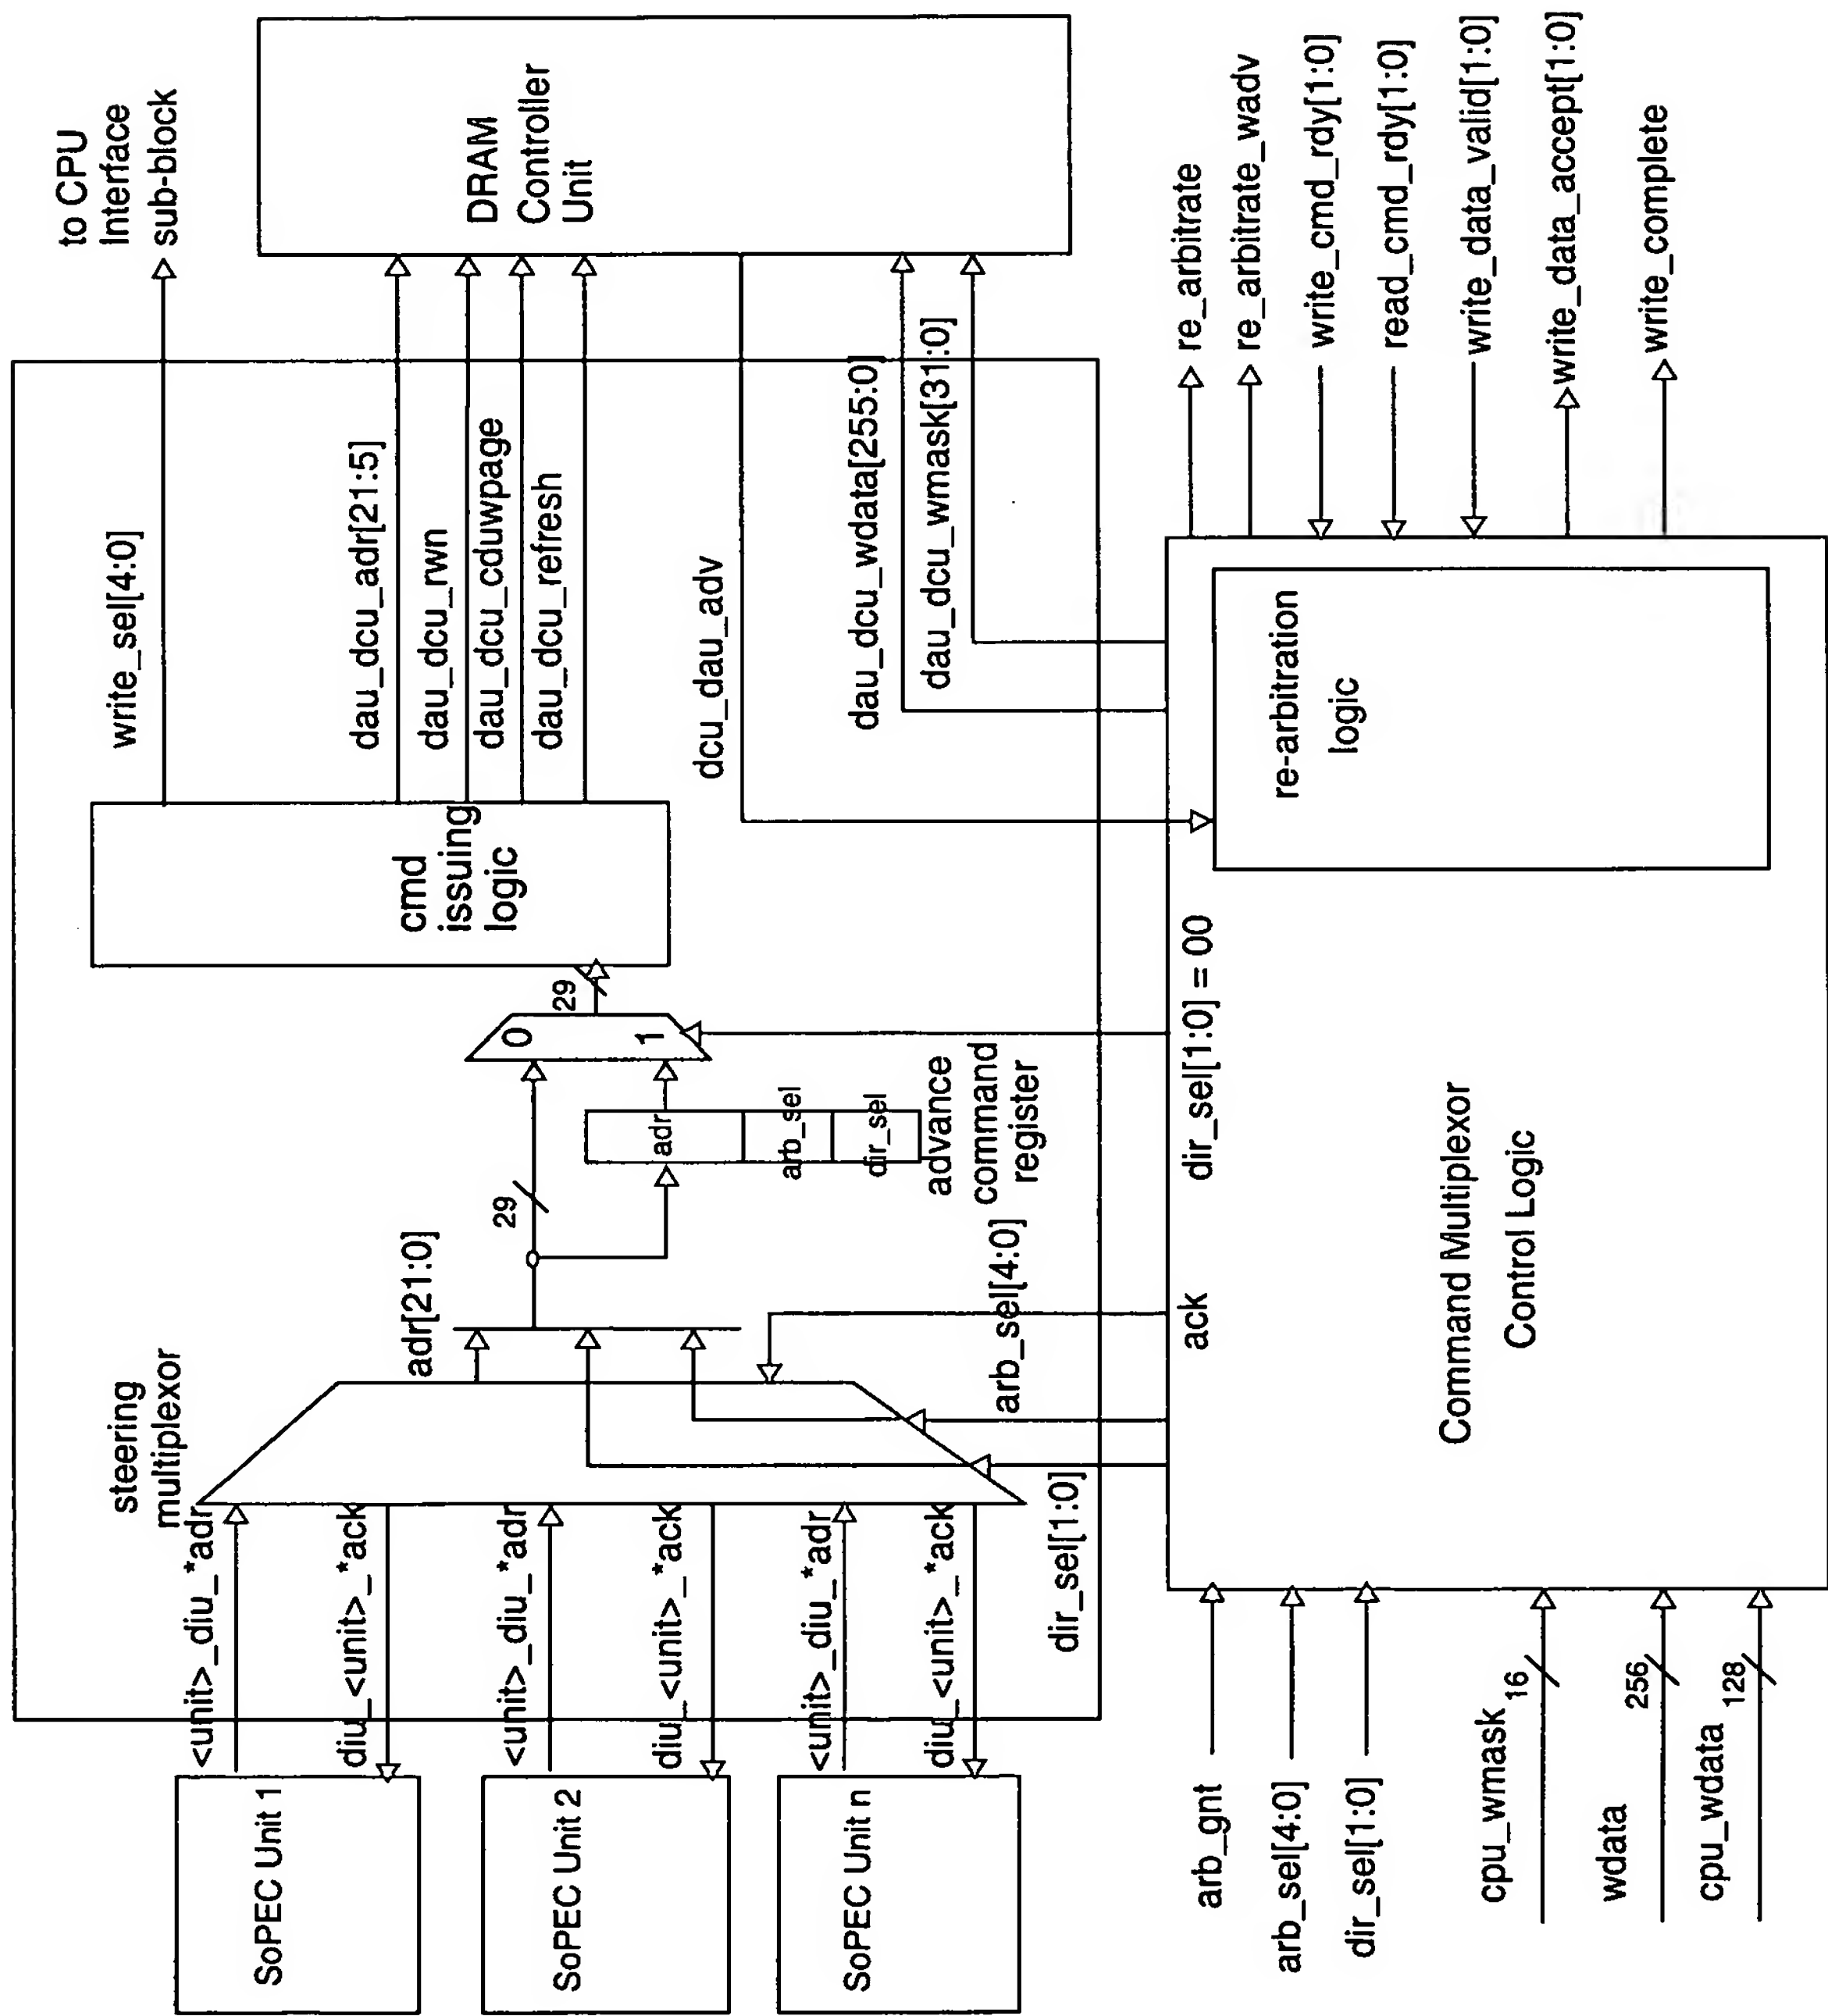 SoPEC Unit 1
SoPEC Unit 2
SoPEC Unit n
<unit>_diu_*adr
diu_<unit>_*ack
<unit>_diu_*adr
diu_<unit>_*ack
<unit>_diu_*adr
diu_<unit>_*ack
steering
multiplexor
adr[21:0]
29
adr
arb_sel
dir_sel
advance
command
register
0
1
29
cmd
issuing
logic
write_sel[4:0]
to CPU
Interface
sub-block
dau_dcu_adr[21:5]
dau_dcu_rwn
dau_dcu_cduwpage
dau_dcu_refresh
dcu_dau_adv
dau_dcu_wdata[255:0]
dau_dcu_wmask[31:0]
DRAM
Controller
Unit
dir_sel[1:0]
arb_sel[4:0]
ack
dir_sel[1:0] = 00
Command Multiplexor
Control Logic
re-arbitration
logic
arb_gnt
arb_sel[4:0]
dir_sel[1:0]
cpu_wmask
16
wdata
256
cpu_wdata
128
re_arbitrate
re_arbitrate_wadv
write_cmd_rdy[1:0]
read_cmd_rdy[1:0]
write_data_valid[1:0]
write_data_accept[1:0]
write_complete